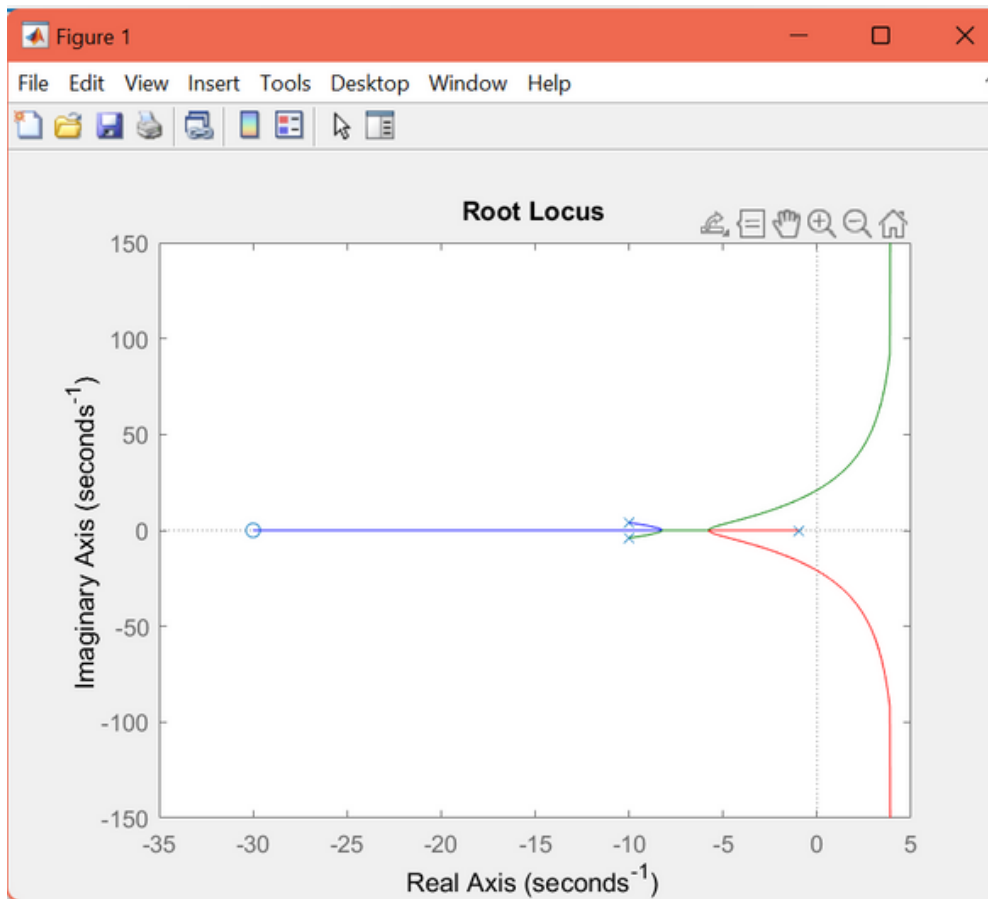 Figure 1
File Edit View Insert Tools Desktop Window Help
Root Locus
150
100
50
0
-50
-100
-150
Imaginary Axis (seconds⁻¹)
-35 -30 -25 -20 -15 -10 -5 0 5
Real Axis (seconds⁻¹)